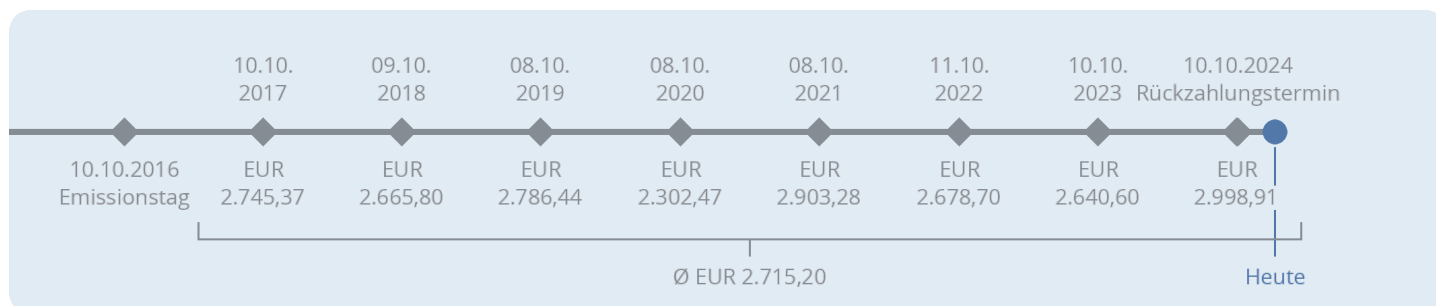 10.10. 09.10. 08.10. 08.10. 08.10. 11.10. 10.10. 10.10.2024
2017 2018 2019 2020 2021 2022 2023 Rückzahlungstermin
10.10.2016 EUR EUR EUR EUR EUR EUR EUR EUR
Emissionstag 2.745,37 2.665,80 2.786,44 2.302,47 2.903,28 2.678,70 2.640,60 2.998,91
Ø EUR 2.715,20 Heute